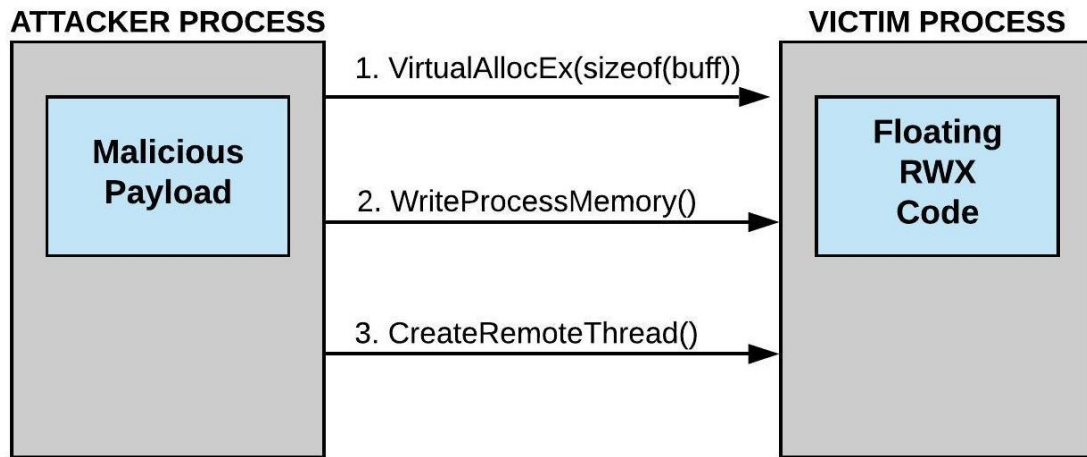 ATTACKER PROCESS
VICTIM PROCESS
1. VirtualAllocEx(sizeof(buff))
Malicious
Payload
Floating
RWX
Code
2. WriteProcessMemory()
3. CreateRemoteThread()